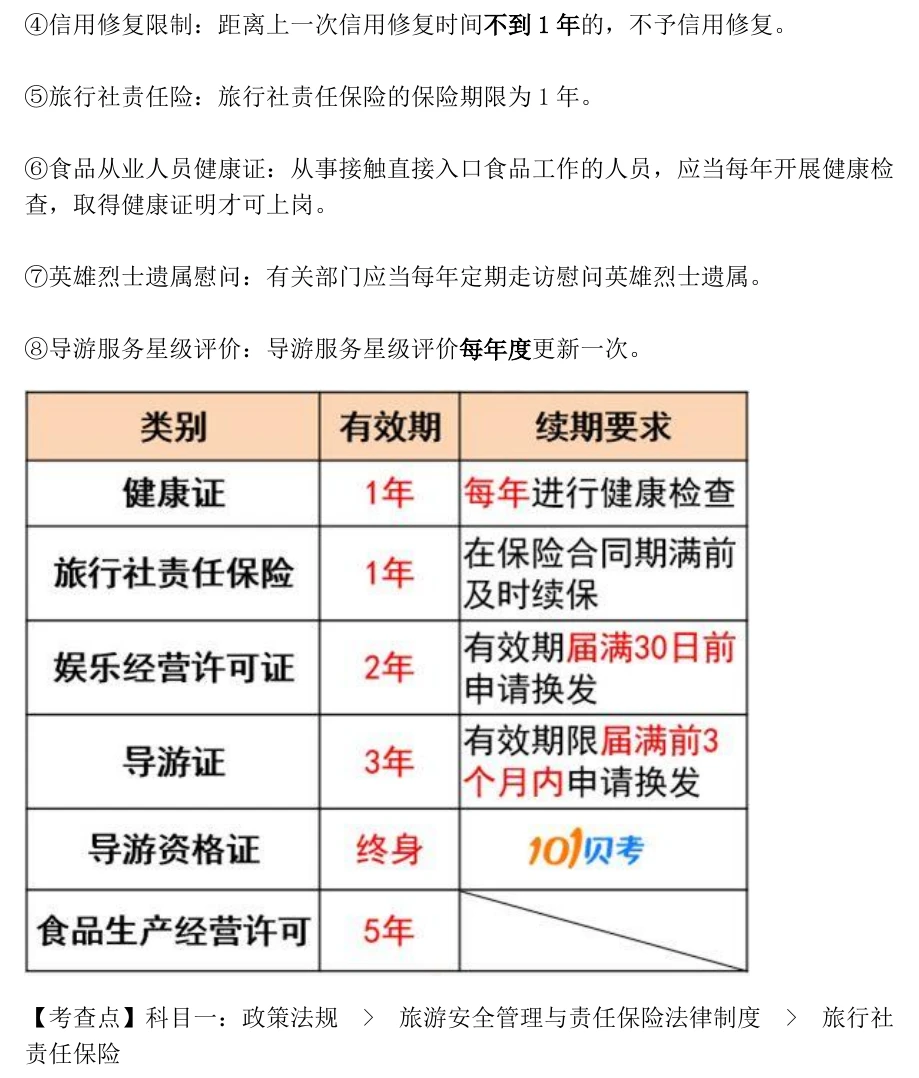 ④信用修复限制：距离上一次信用修复时间不到1年的，不予信用修复。
⑤旅行社责任险：旅行社责任保险的保险期限为1年。
⑥食品从业人员健康证：从事接触直接入口食品工作的人员，应当每年开展健康检
查，取得健康证明才可上岗。
⑦英雄烈士遗属慰问：有关部门应当每年定期走访慰问英雄烈士遗属。
⑧导游服务星级评价：导游服务星级评价每年度更新一次。
类别 有效期 续期要求
健康证 1年 每年进行健康检查
旅行社责任保险 1年 在保险合同期满前
及时续保
娱乐经营许可证 2年 有效期届满30日前
申请换发
导游证 3年 有效期限届满前3
个月内申请换发
导游资格证 终身 101贝考
食品生产经营许可 5年
【考查点】科目一：政策法规 > 旅游安全管理与责任保险法律制度 > 旅行社
责任保险